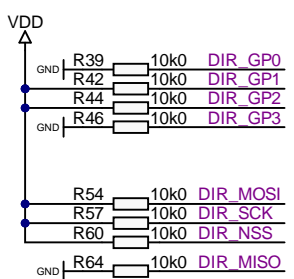 VDD
GND R39 10k0 DIR_GP0
R42 10k0 DIR_GP1
R44 10k0 DIR_GP2
GND R46 10k0 DIR_GP3
R54 10k0 DIR_MOSI
R57 10k0 DIR_SCK
R60 10k0 DIR_NSS
GND R64 10k0 DIR_MISO